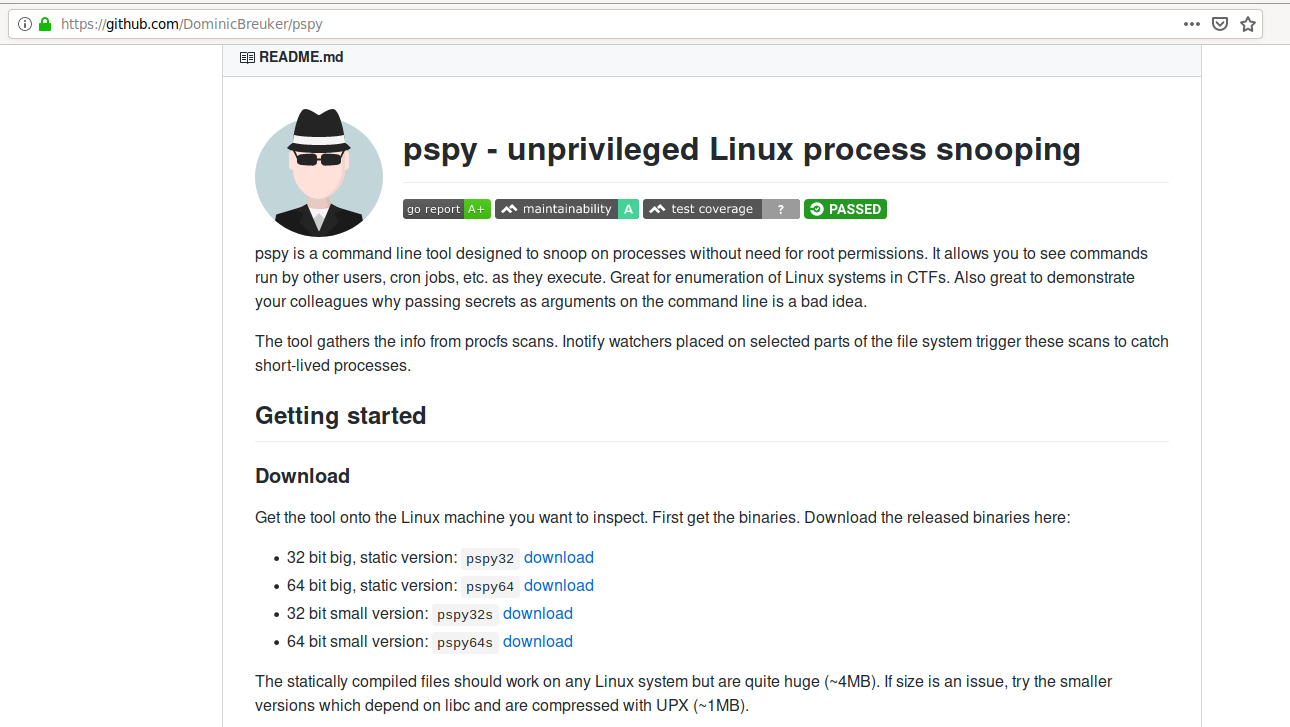 https://github.com/DominicBreuker/pspy
README.md
pspy - unprivileged Linux process snooping
go report A+ maintainability A test coverage ? PASSED
pspy is a command line tool designed to snoop on processes without need for root permissions. It allows you to see commands
run by other users, cron jobs, etc. as they execute. Great for enumeration of Linux systems in CTFs. Also great to demonstrate
your colleagues why passing secrets as arguments on the command line is a bad idea.
The tool gathers the info from procfs scans. Inotify watchers placed on selected parts of the file system trigger these scans to catch
short-lived processes.
Getting started
Download
Get the tool onto the Linux machine you want to inspect. First get the binaries. Download the released binaries here:
• 32 bit big, static version: pspy32 download
• 64 bit big, static version: pspy64 download
• 32 bit small version: pspy32s download
• 64 bit small version: pspy64s download
The statically compiled files should work on any Linux system but are quite huge (~4MB). If size is an issue, try the smaller
versions which depend on libc and are compressed with UPX (~1MB).